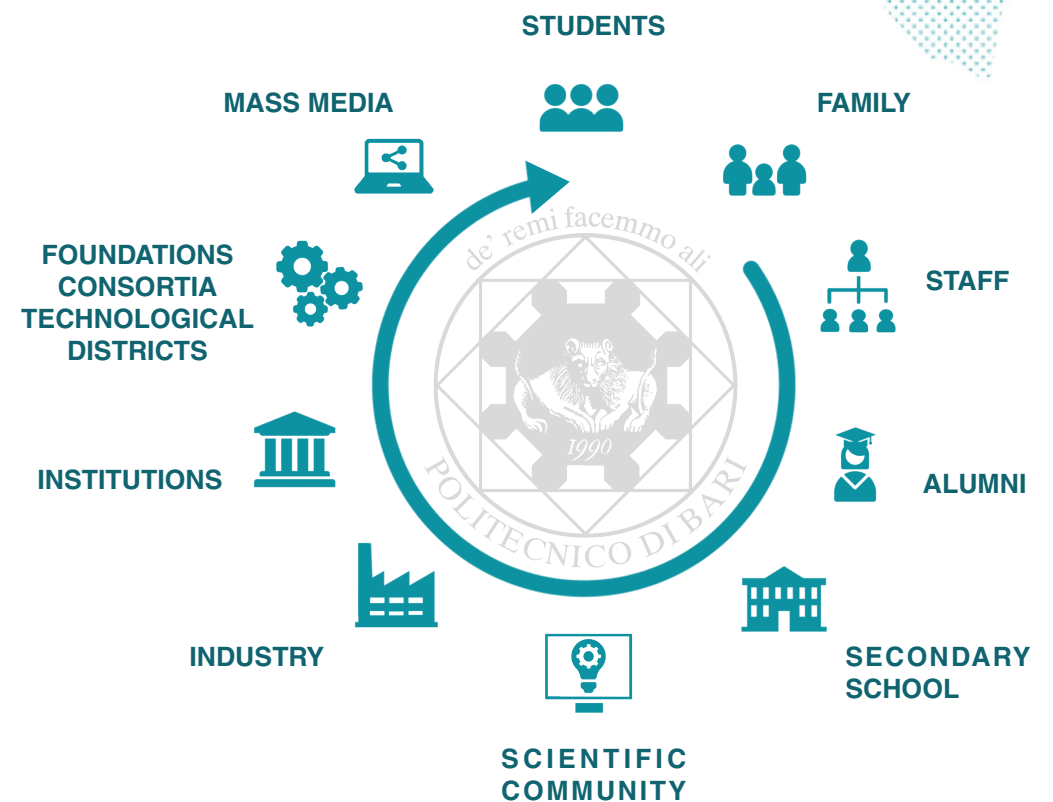 STUDENTS
MASS MEDIA
FAMILY
de' remi facemmo ali
FOUNDATIONS
CONSORTIA
TECHNOLOGICAL
DISTRICTS
STAFF
1990
POLITECNICO DI BARI
INSTITUTIONS
ALUMNI
INDUSTRY
SECONDARY
SCHOOL
SCIENTIFIC
COMMUNITY